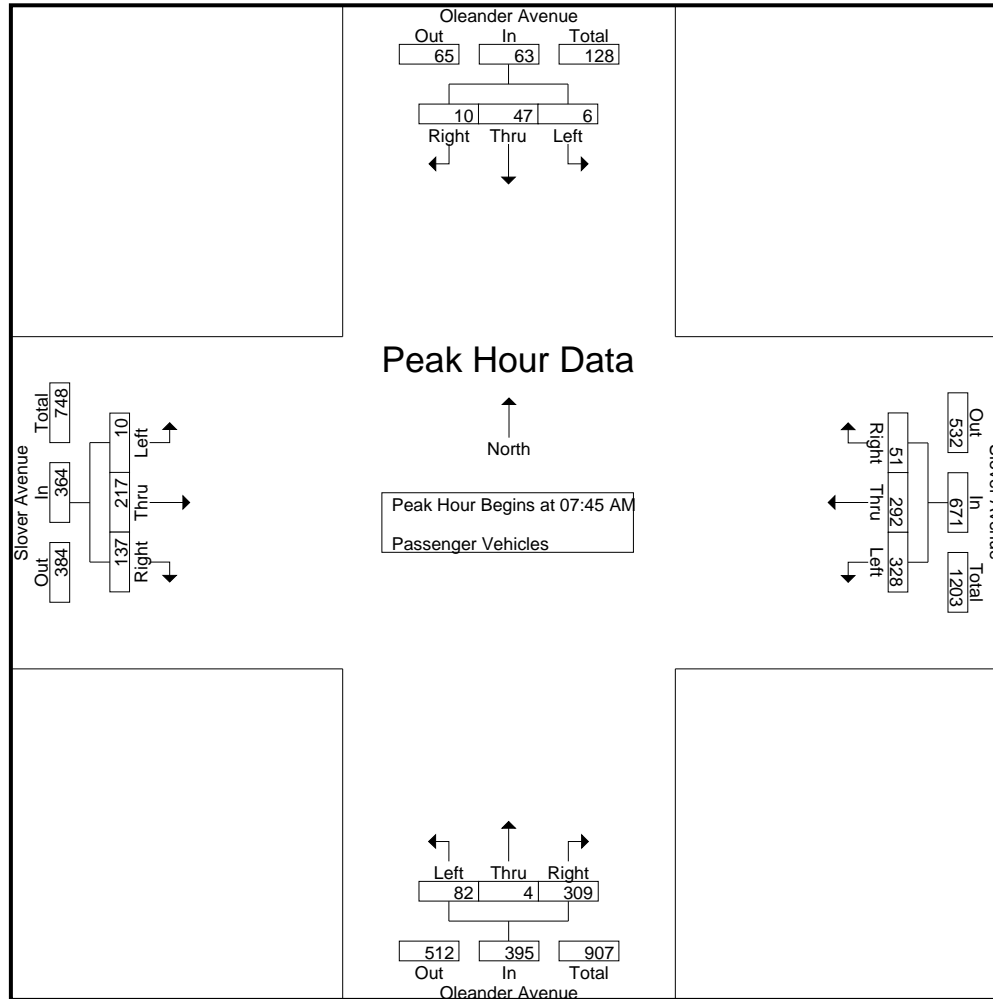 Oleander Avenue
Out In Total
65 63 128
10 47 6
Right Thru Left
Peak Hour Data
North
Peak Hour Begins at 07:45 AM
Passenger Vehicles
Slover Avenue
Total In Out
748 364 384
10 217 137
Left Thru Right
Out In Total
532 671 1203
51 292 328
Right Thru Left
Left Thru Right
82 4 309
512 395 907
Out In Total
Oleander Avenue